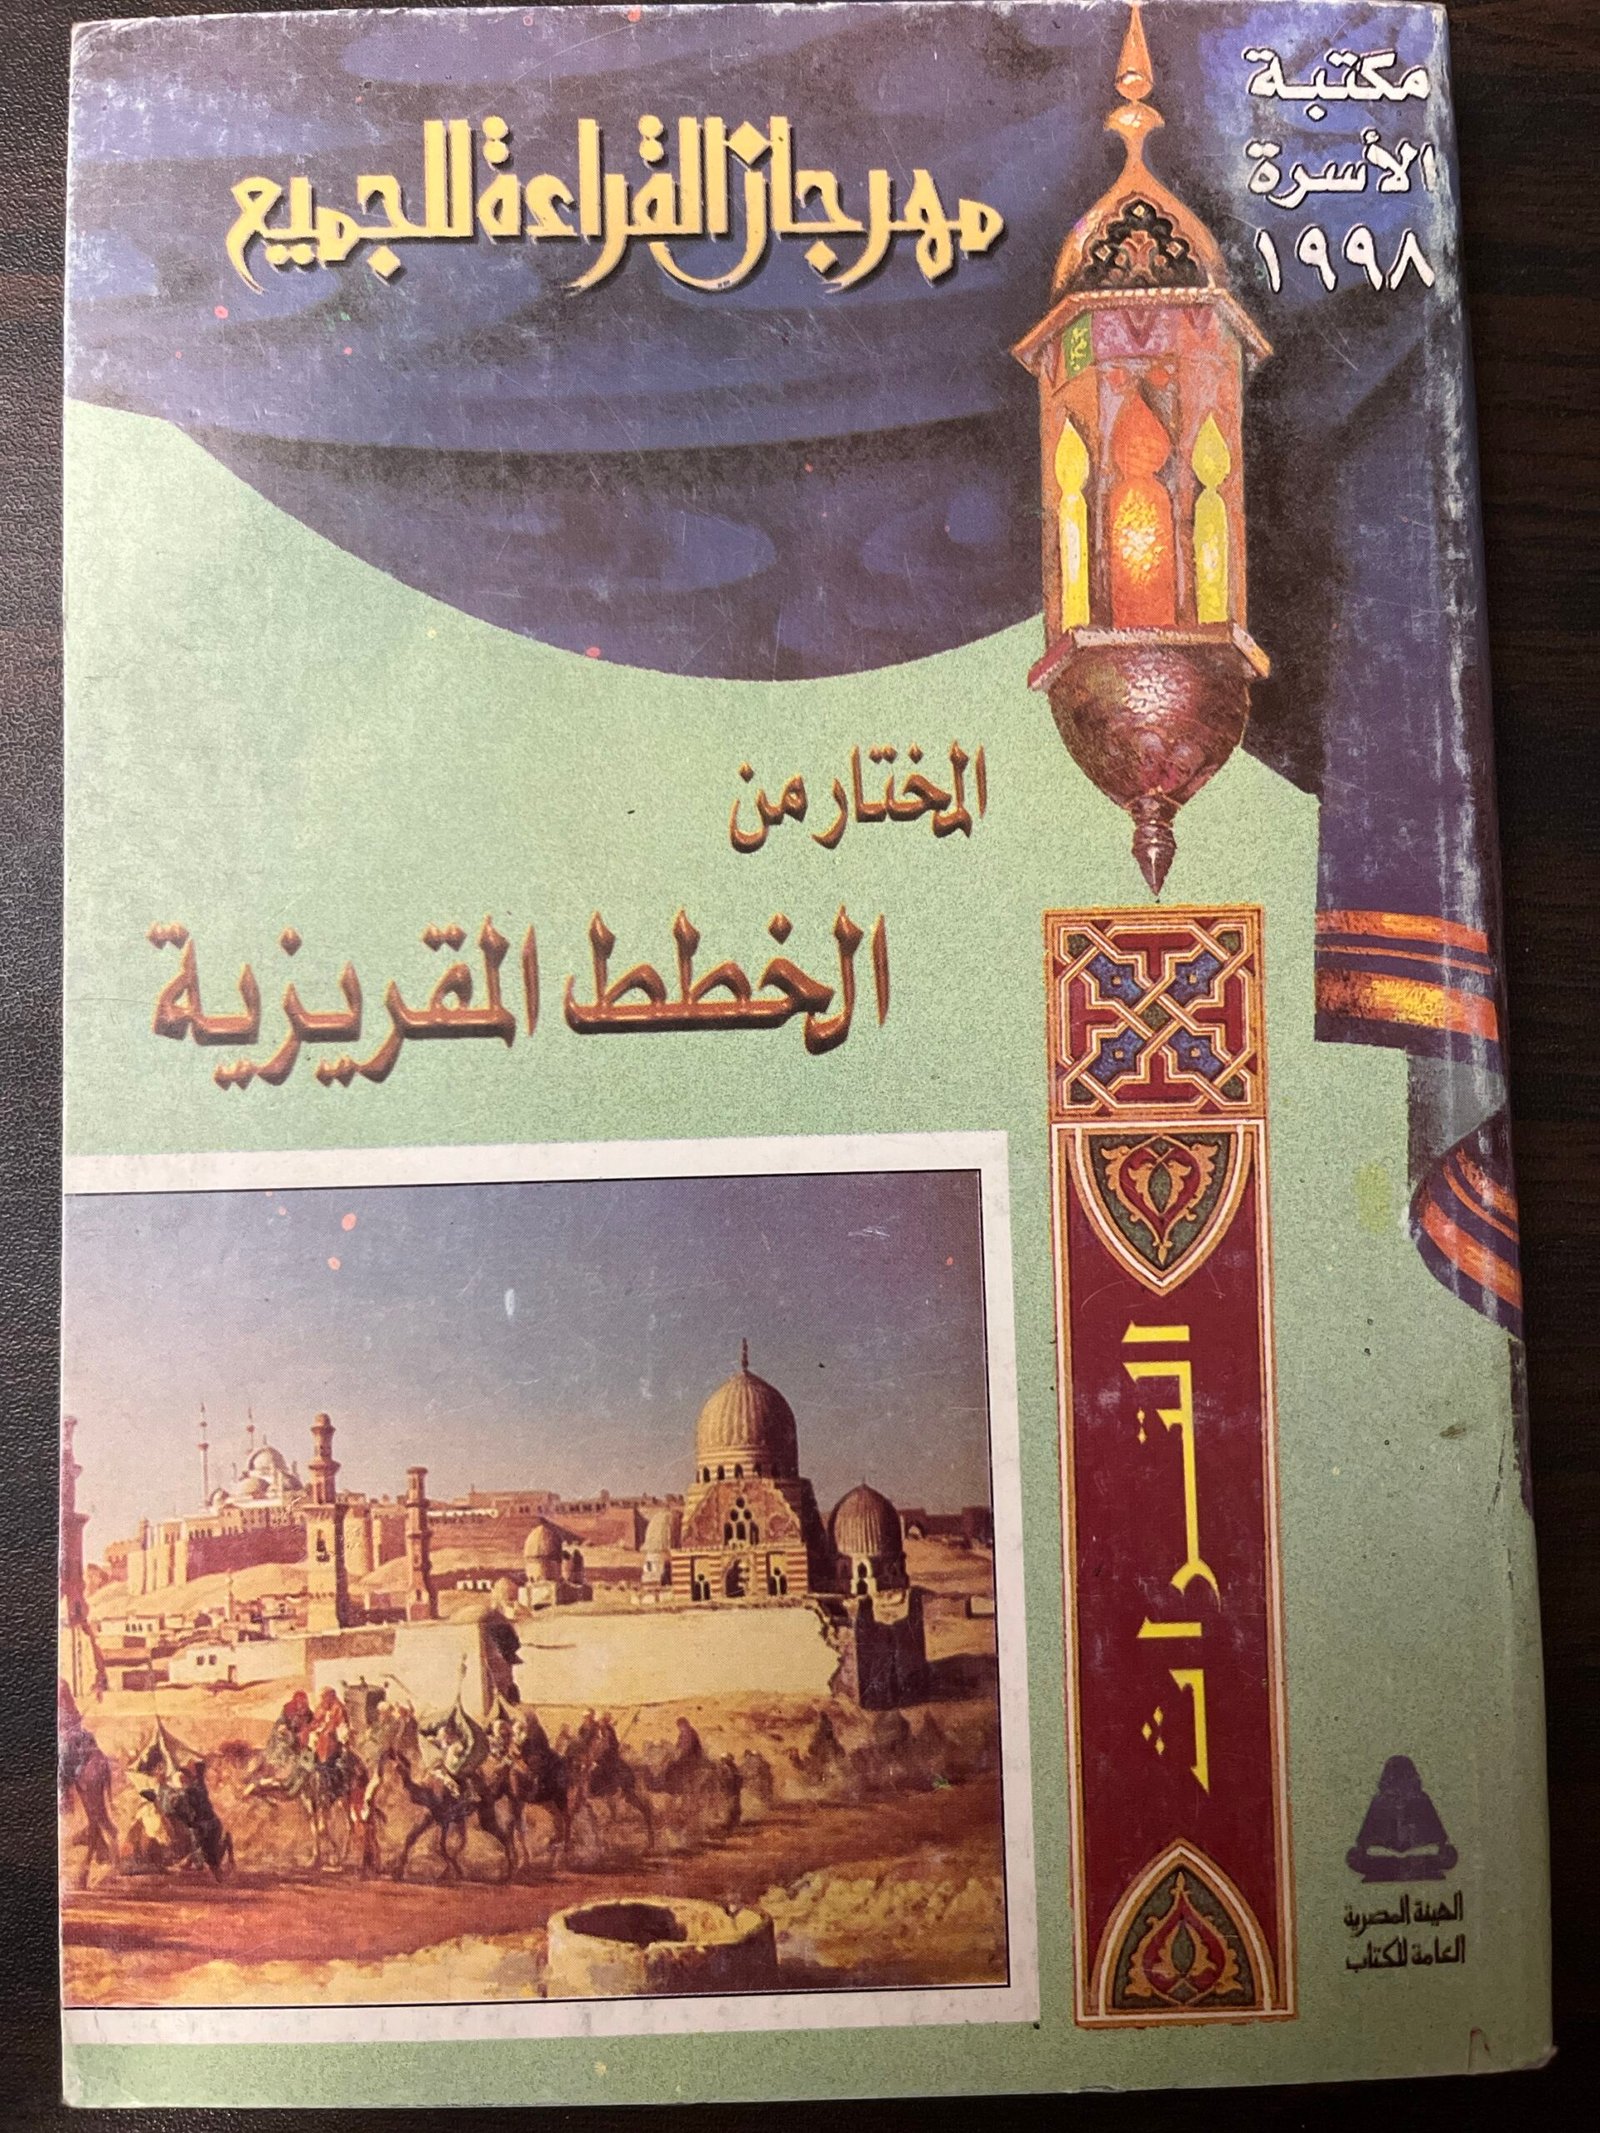 مكتبة
الأسرة
١٩٩٨
مهرجان القراءة للجميع
المختار من
الخطط المقريزية
التراث
الهيئة المصرية
العامة للكتاب